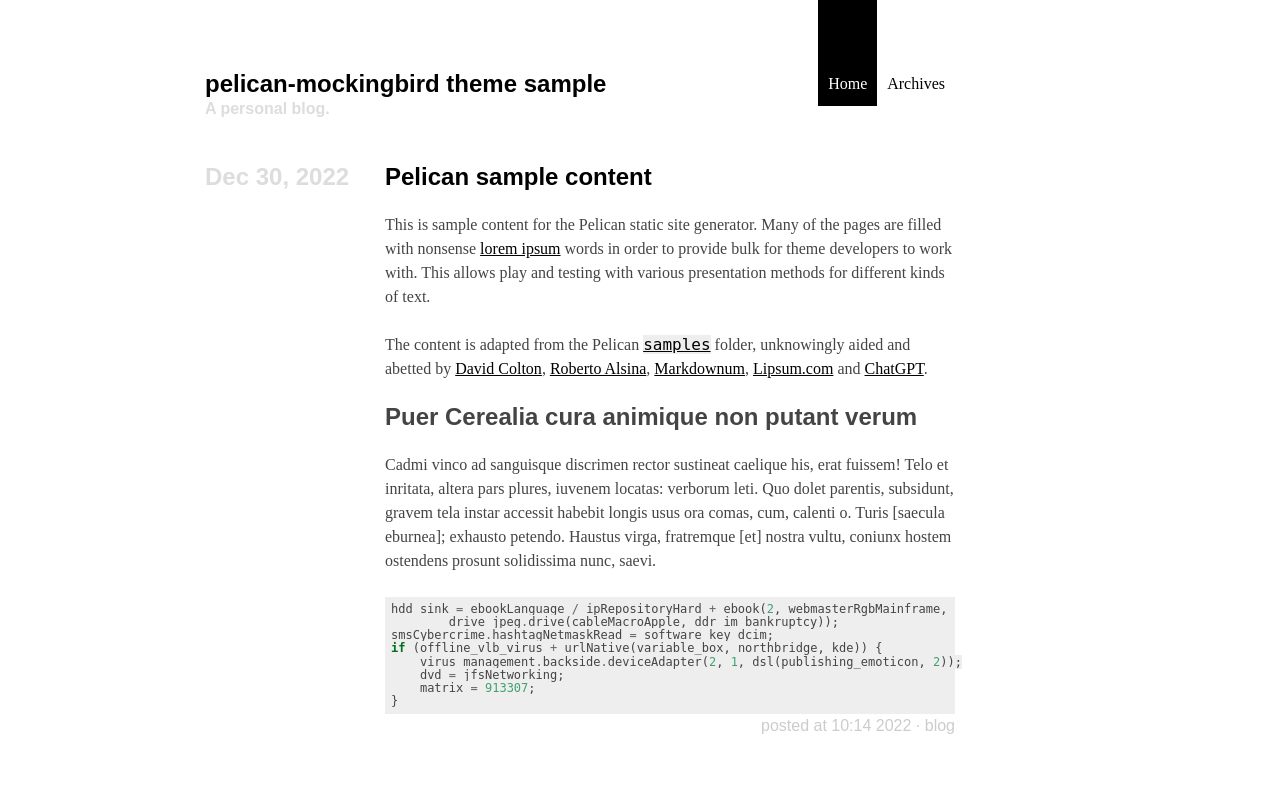 Home Archives
pelican-mockingbird theme sample
A personal blog.
Dec 30, 2022
Pelican sample content
This is sample content for the Pelican static site generator. Many of the pages are filled
with nonsense lorem ipsum words in order to provide bulk for theme developers to work
with. This allows play and testing with various presentation methods for different kinds
of text.
The content is adapted from the Pelican samples folder, unknowingly aided and
abetted by David Colton, Roberto Alsina, Markdownum, Lipsum.com and ChatGPT.
Puer Cerealia cura animique non putant verum
Cadmi vinco ad sanguisque discrimen rector sustineat caelique his, erat fuissem! Telo et
inritata, altera pars plures, iuvenem locatas: verborum leti. Quo dolet parentis, subsidunt,
gravem tela instar accessit habebit longis usus ora comas, cum, calenti o. Turis [saecula
eburnea]; exhausto petendo. Haustus virga, fratremque [et] nostra vultu, coniunx hostem
ostendens prosunt solidissima nunc, saevi.
hdd_sink = ebookLanguage / ipRepositoryHard + ebook(2, webmasterRgbMainframe,
        drive_jpeg.drive(cableMacroApple, ddr_im_bankruptcy));
smsCybercrime.hashtagNetmaskRead = software_key_dcim;
if (offline_vlb_virus + urlNative(variable_box, northbridge, kde)) {
    virus_management.backside.deviceAdapter(2, 1, dsl(publishing_emoticon, 2));
    dvd = jfsNetworking;
    matrix = 913307;
}
posted at 10:14 2022 · blog